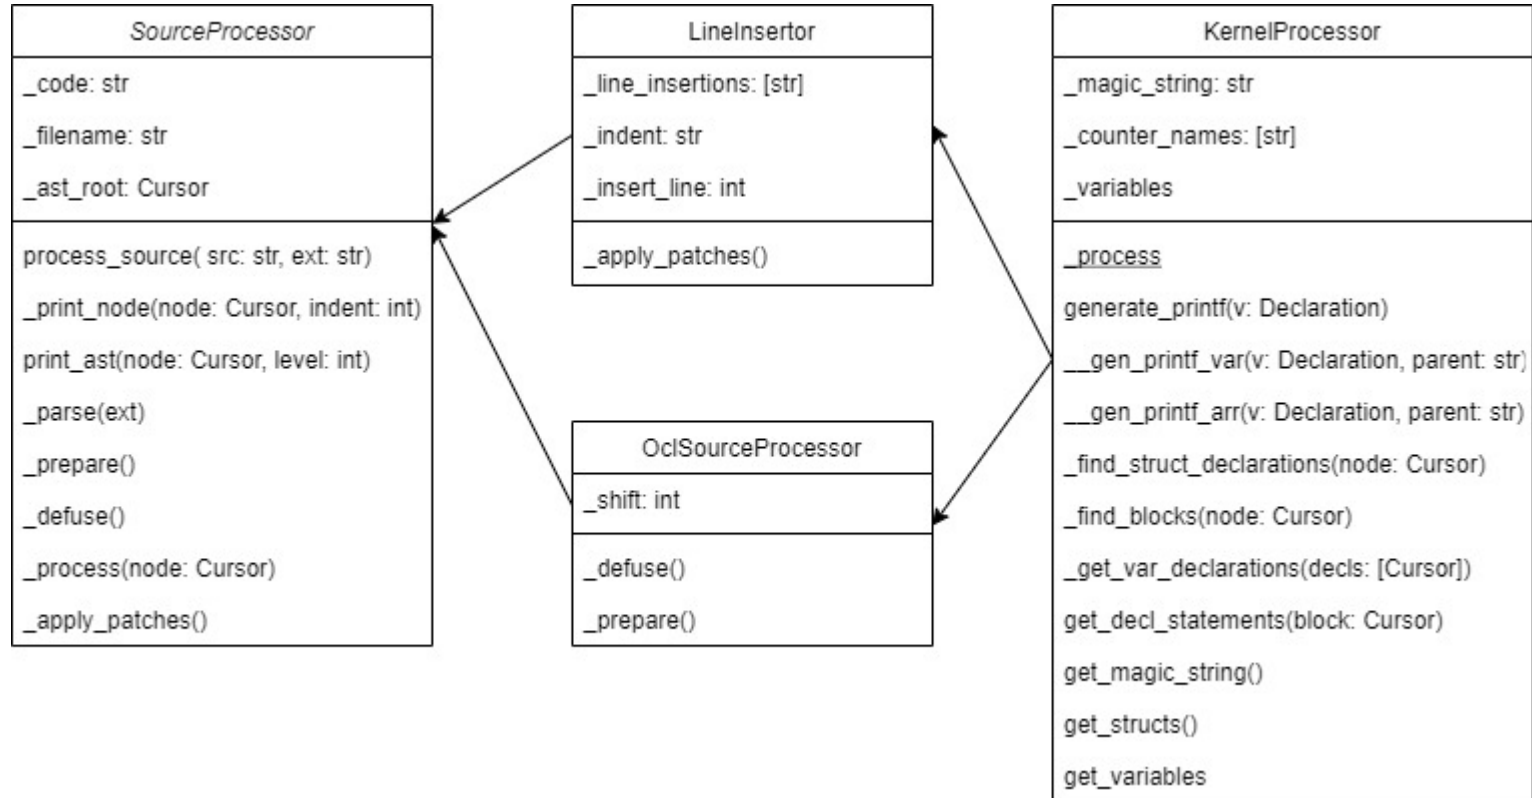 SourceProcessor
_code: str
_filename: str
_ast_root: Cursor
process_source( src: str, ext: str)
_print_node(node: Cursor, indent: int)
print_ast(node: Cursor, level: int)
_parse(ext)
_prepare()
_defuse()
_process(node: Cursor)
_apply_patches()
LineInsertor
_line_insertions: [str]
_indent: str
_insert_line: int
_apply_patches()
OclSourceProcessor
_shift: int
_defuse()
_prepare()
KernelProcessor
_magic_string: str
_counter_names: [str]
_variables
_process
generate_printf(v: Declaration)
__gen_printf_var(v: Declaration, parent: str)
__gen_printf_arr(v: Declaration, parent: str)
_find_struct_declarations(node: Cursor)
_find_blocks(node: Cursor)
_get_var_declarations(decls: [Cursor])
get_decl_statements(block: Cursor)
get_magic_string()
get_structs()
get_variables